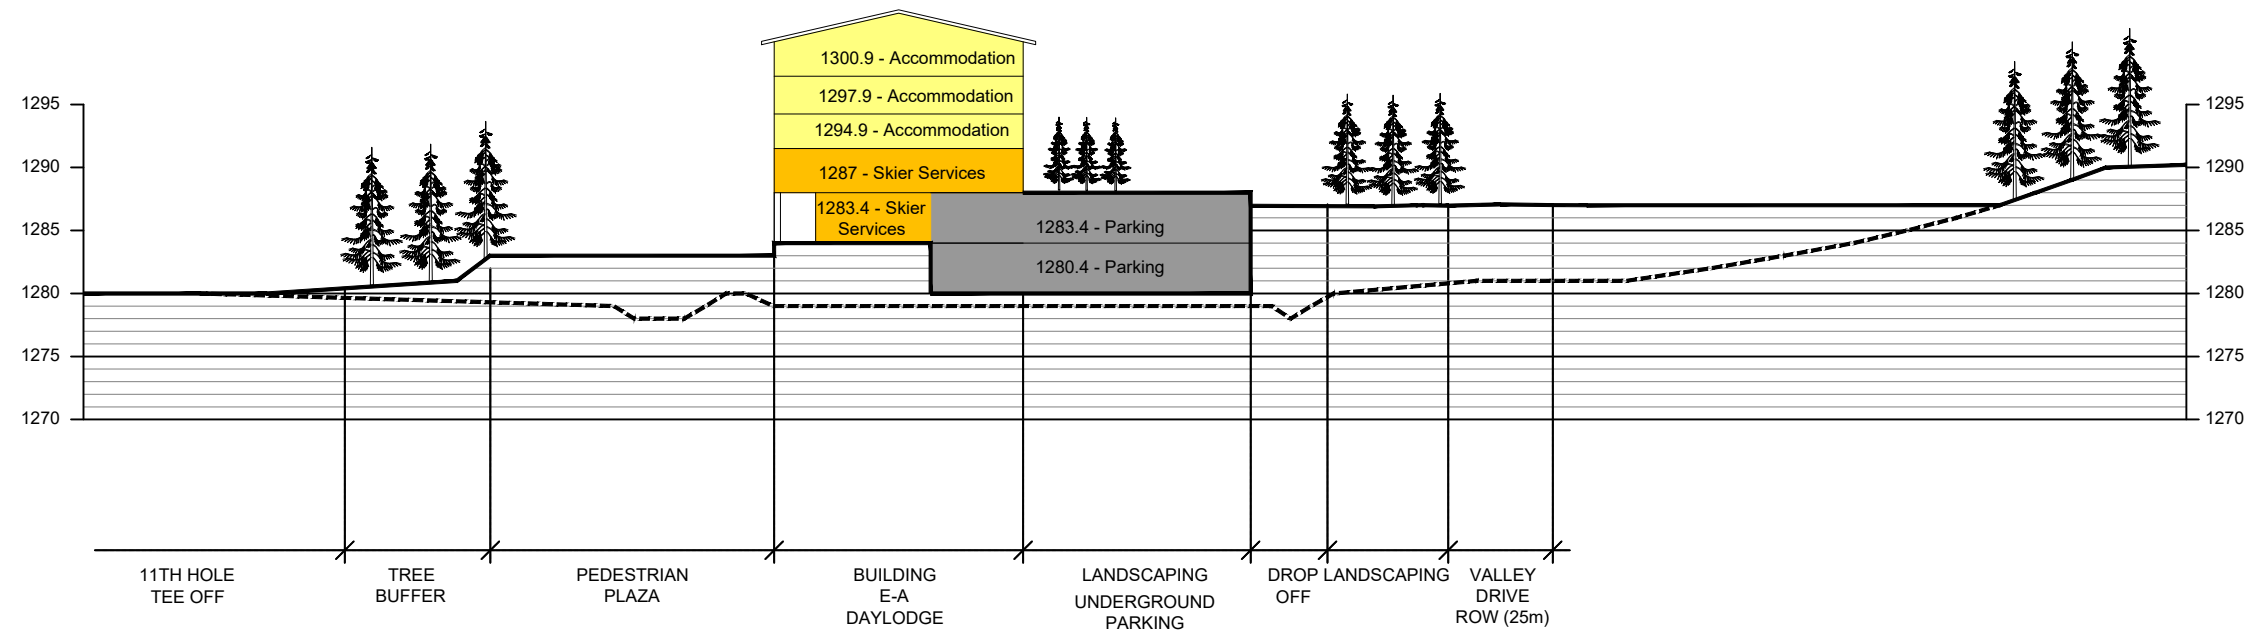 1300.9 - Accommodation
1297.9 - Accommodation
1294.9 - Accommodation
1287 - Skier Services
1283.4 - Skier
Services
1283.4 - Parking
1280.4 - Parking
1295
1290
1285
1280
1275
1270
1295
1290
1285
1280
1275
1270
11TH HOLE
TEE OFF
TREE
BUFFER
PEDESTRIAN
PLAZA
BUILDING
E-A
DAYLODGE
LANDSCAPING
UNDERGROUND
PARKING
DROP
OFF
LANDSCAPING
VALLEY
DRIVE
ROW (25m)